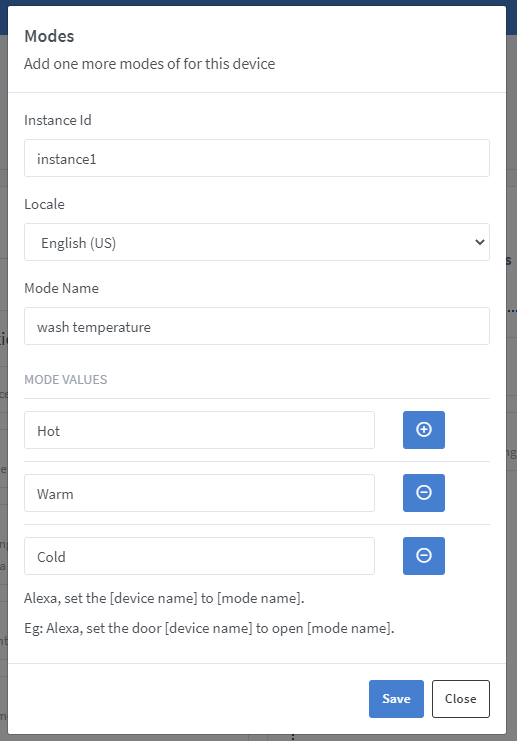 Modes
Add one more modes of for this device
Instance Id
instance1
Locale
English (US)
Mode Name
wash temperature
MODE VALUES
Hot
Warm
Cold
Alexa, set the [device name] to [mode name].
Eg: Alexa, set the door [device name] to open [mode name].
Save Close